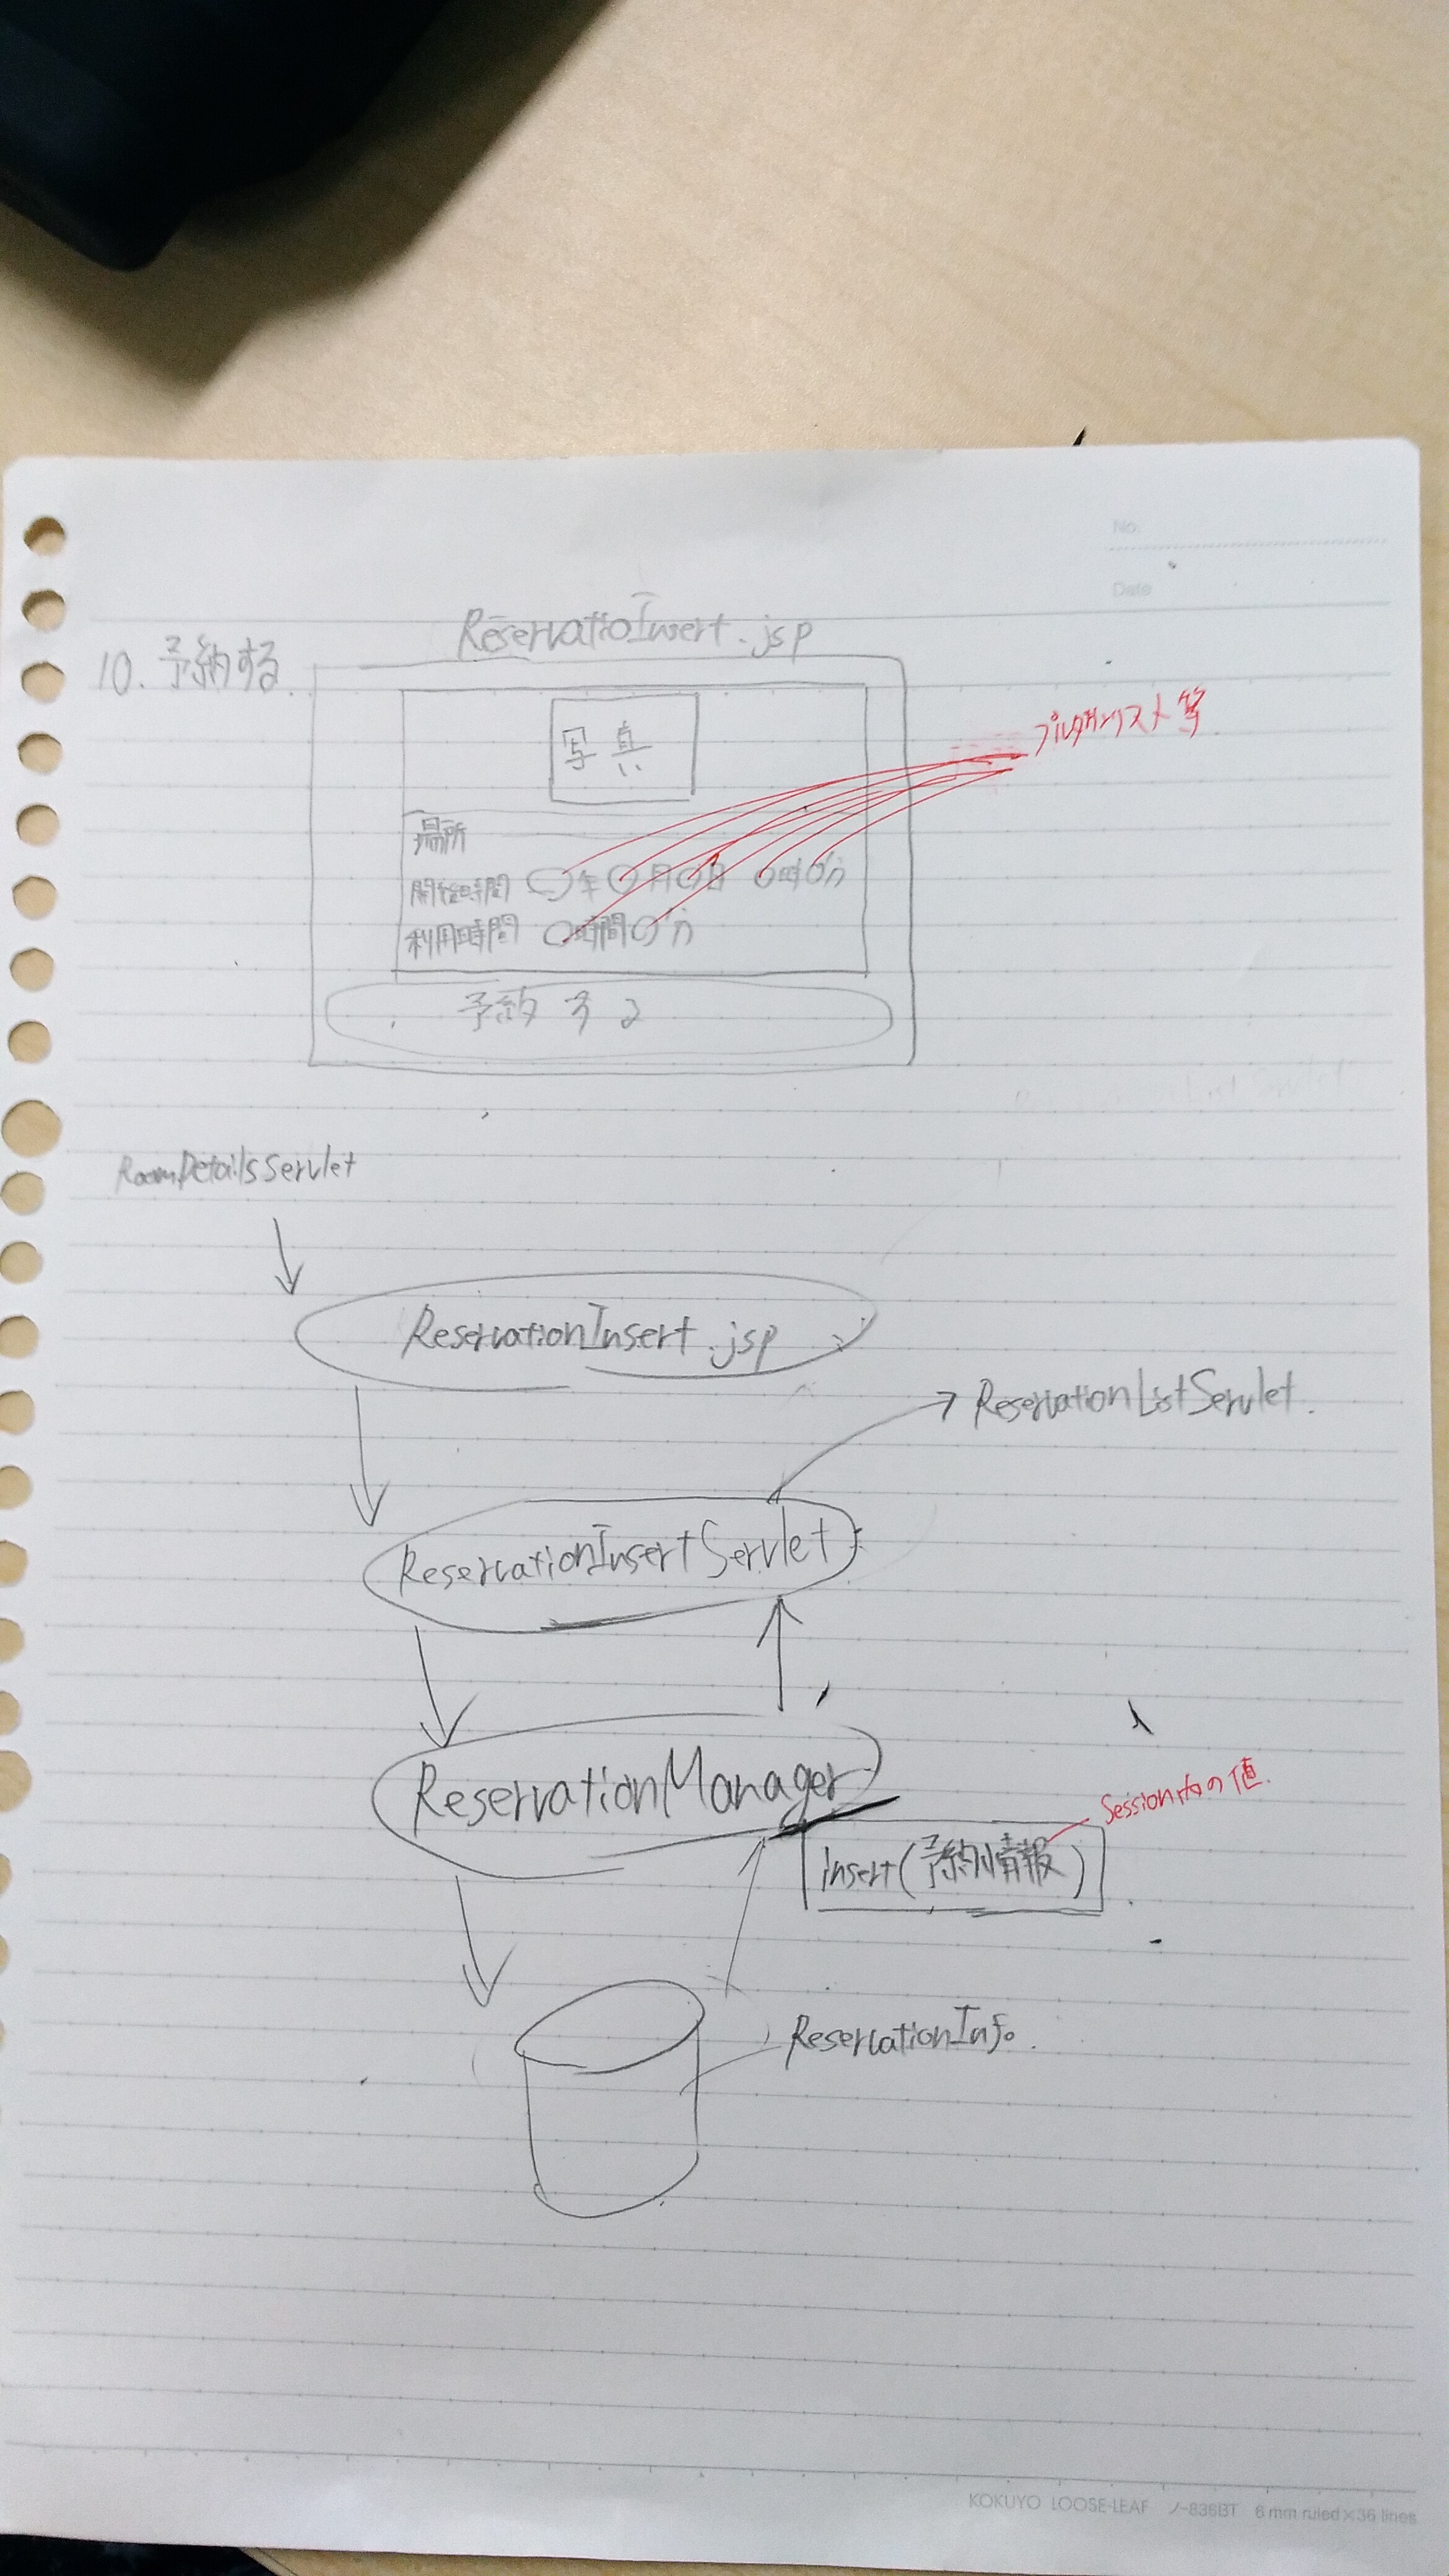 No.
Date
ReservatioInsert.jsp
10. 予約する
写真
プルダウンリスト等
場所
開始時間 ○年○月○日 ○時○分
利用時間 ○時間○分
予約する
RoomDetailsServlet
ReservationInsert.jsp
ReservationListServlet.
ReservationInsertServlet
ReservationManager
Session内の値.
insert(予約情報)
ReservationInfo.
KOKUYO LOOSE-LEAF ノ-836BT 6 mm ruled×36 lines